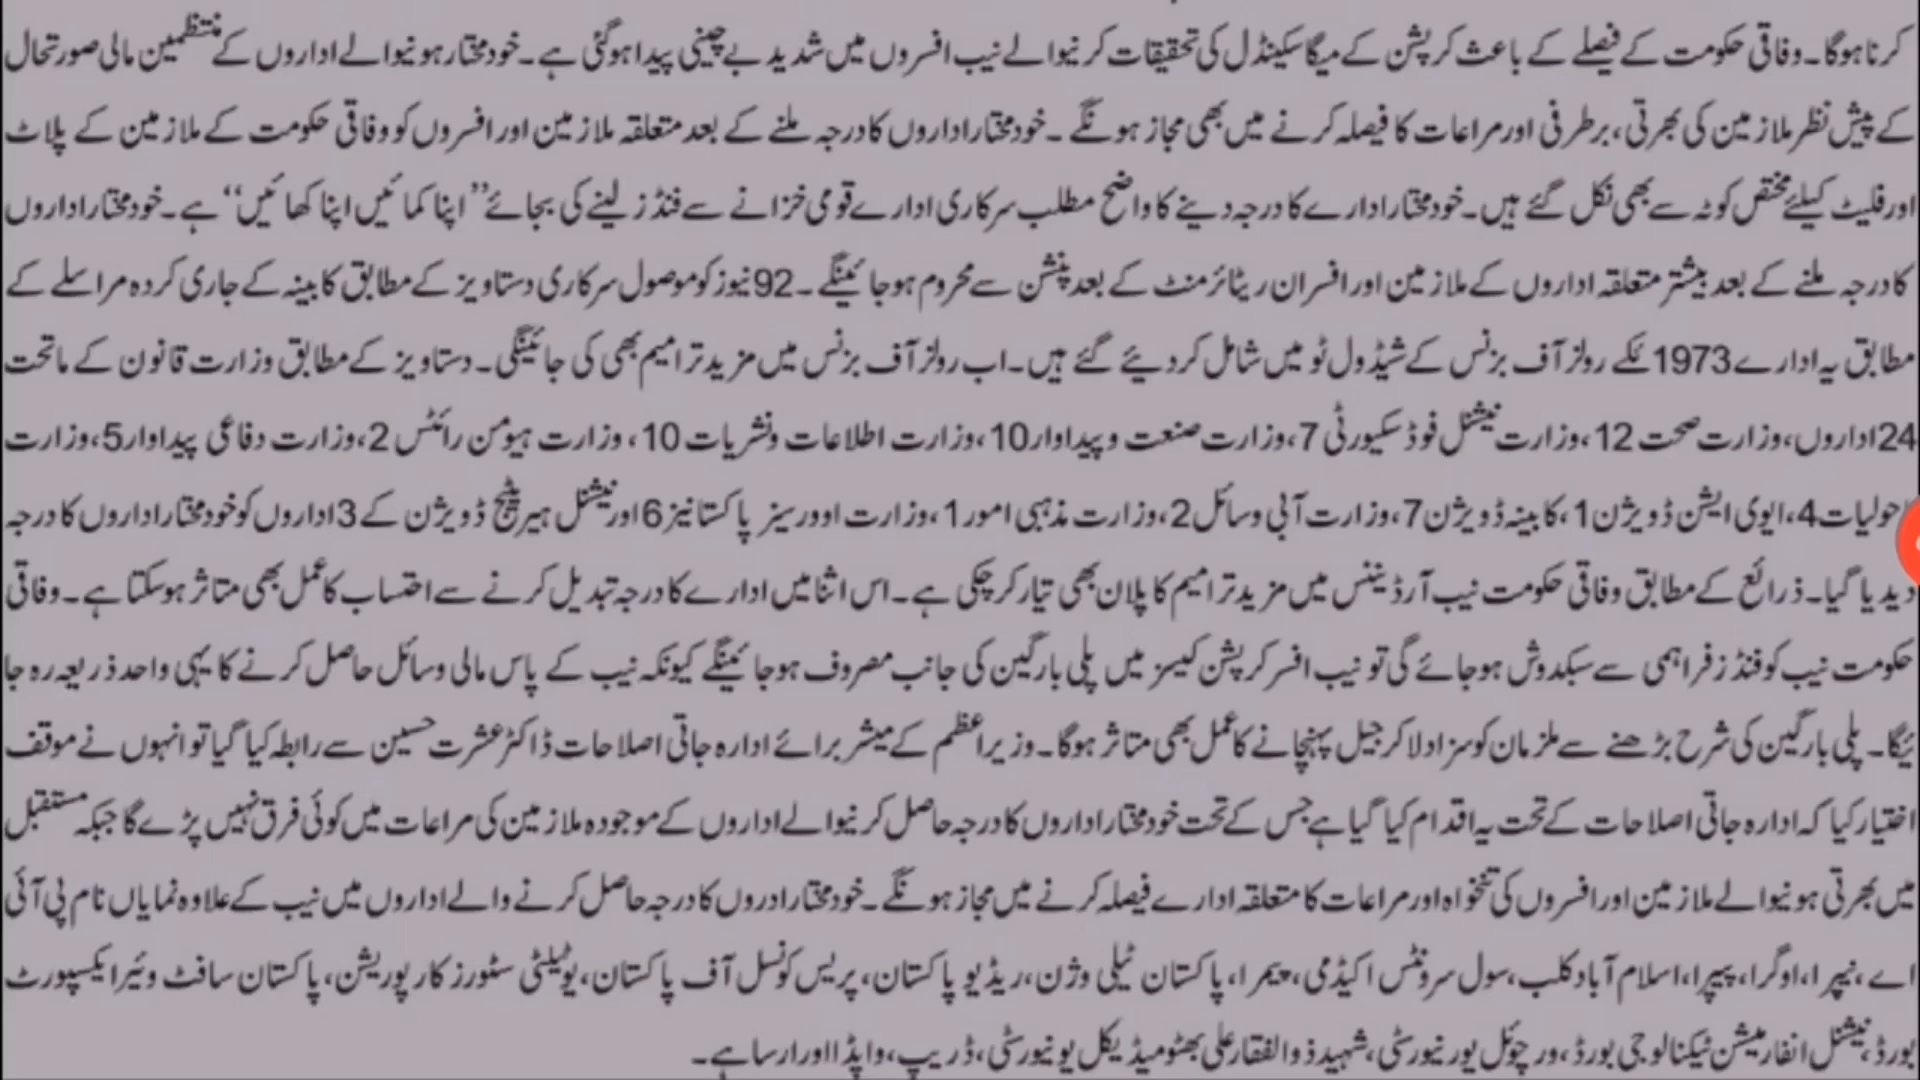 کرنا ہوگا۔ وفاقی حکومت کے فیصلے کے باعث کرپشن کے میگا سکینڈل کی تحقیقات کرنیوالے نیب افسروں میں شدید بے چینی پیدا ہوگئی ہے۔ خودمختار ہونیوالے اداروں کے منتظمین مالی صورتحال
کے پیش نظر ملازمین کی بھرتی، برطرفی اور مراعات کا فیصلہ کرنے میں بھی مجاز ہونگے۔ خودمختار اداروں کا درجہ ملنے کے بعد متعلقہ ملازمین اور افسروں کو وفاقی حکومت کے ملازمین کے پلاٹ
اور فلیٹ کیلئے مختص کوٹہ سے بھی نکل گئے ہیں۔ خودمختار ادارے کا درجہ دینے کا واضح مطلب سرکاری ادارے قومی خزانے سے فنڈز لینے کی بجائے ’’اپنا کمائیں اپنا کھائیں‘‘ ہے۔ خودمختار اداروں
کا درجہ ملنے کے بعد بیشتر متعلقہ اداروں کے ملازمین اور افسران ریٹائرمنٹ کے بعد پنشن سے محروم ہوجائینگے۔ 92 نیوز کو موصول سرکاری دستاویز کے مطابق کابینہ کے جاری کردہ مراسلے کے
مطابق یہ ادارے 1973 کے رولز آف بزنس کے شیڈول ٹو میں شامل کردیئے گئے ہیں۔ اب رولز آف بزنس میں مزید ترامیم بھی کی جائینگی۔ دستاویز کے مطابق وزارت قانون کے ماتحت
24 اداروں، وزارت صحت 12، وزارت نیشنل فوڈ سکیورٹی 7، وزارت صنعت و پیداوار 10، وزارت اطلاعات و نشریات 10، وزارت ہیومن رائٹس 2، وزارت دفاعی پیداوار 5، وزارت
ماحولیات 4، ایوی ایشن ڈویژن 1، کابینہ ڈویژن 7، وزارت آبی وسائل 2، وزارت مذہبی امور 1، وزارت اوورسیز پاکستانیز 6 اور نیشنل ہیریٹیج ڈویژن کے 3 اداروں کو خودمختار اداروں کا درجہ
دیدیا گیا۔ ذرائع کے مطابق وفاقی حکومت نیب آرڈیننس میں مزید ترامیم کا پلان بھی تیار کرچکی ہے۔ اس اثنا میں ادارے کا درجہ تبدیل کرنے سے احتساب کا عمل بھی متاثر ہوسکتا ہے۔ وفاقی
حکومت نیب کو فنڈز فراہمی سے سبکدوش ہوجائے گی تو نیب افسر کرپشن کیسز میں پلی بارگین کی جانب مصروف ہوجائینگے کیونکہ نیب کے پاس مالی وسائل حاصل کرنے کا یہی واحد ذریعہ رہ جا
ئیگا۔ پلی بارگین کی شرح بڑھنے سے ملزمان کو سزا دلا کر جیل پہنچانے کا عمل بھی متاثر ہوگا۔ وزیراعظم کے مشیر برائے ادارہ جاتی اصلاحات ڈاکٹر عشرت حسین سے رابطہ کیا گیا تو انہوں نے موقف
اختیار کیا کہ ادارہ جاتی اصلاحات کے تحت یہ اقدام کیا گیا ہے جس کے تحت خودمختار اداروں کا درجہ حاصل کرنیوالے اداروں کے موجودہ ملازمین کی مراعات میں کوئی فرق نہیں پڑے گا جبکہ مستقبل
میں بھرتی ہونیوالے ملازمین اور افسروں کی تنخواہ اور مراعات کا متعلقہ ادارے فیصلہ کرنے میں مجاز ہونگے۔ خودمختار ادروں کا درجہ حاصل کرنے والے اداروں میں نیب کے علاوہ نمایاں نام پی آئی
اے، نیپرا، اوگرا، پیپرا، اسلام آباد کلب، سول سرونٹس اکیڈمی، پیمرا، پاکستان ٹیلی وژن، ریڈیو پاکستان، پریس کونسل آف پاکستان، یوٹیلٹی سٹورز کارپوریشن، پاکستان سافٹ ویئر ایکسپورٹ
بورڈ، نیشنل انفارمیشن ٹیکنالوجی بورڈ، ورچوئل یورنیورسٹی، شہید ذوالفقار علی بھٹو میڈیکل یونیورسٹی، ڈریپ، واپڈا اور ارسا ہے۔